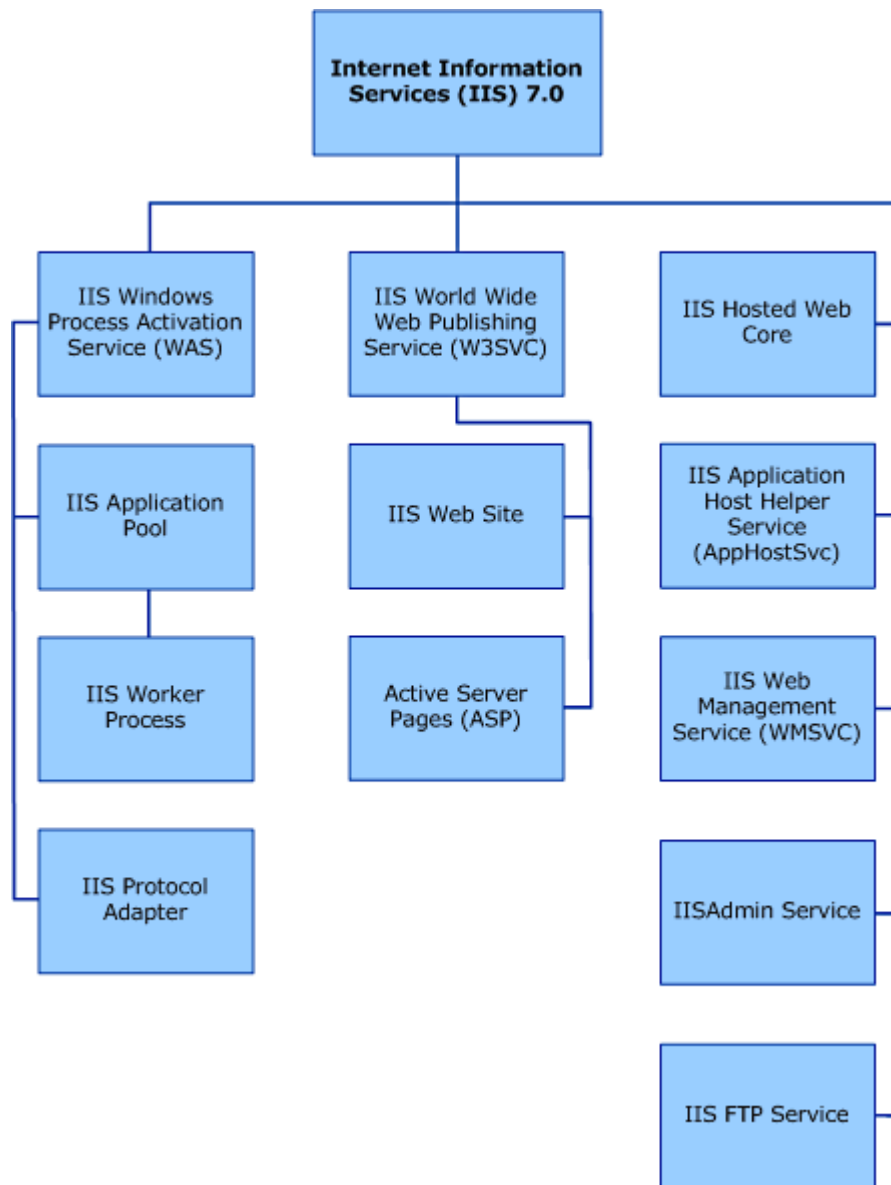 Internet Information
Services (IIS) 7.0
IIS Windows
Process Activation
Service (WAS)
IIS World Wide
Web Publishing
Service (W3SVC)
IIS Hosted Web
Core
IIS Application
Pool
IIS Web Site
IIS Application
Host Helper
Service
(AppHostSvc)
IIS Worker
Process
Active Server
Pages (ASP)
IIS Web
Management
Service (WMSVC)
IIS Protocol
Adapter
IISAdmin Service
IIS FTP Service